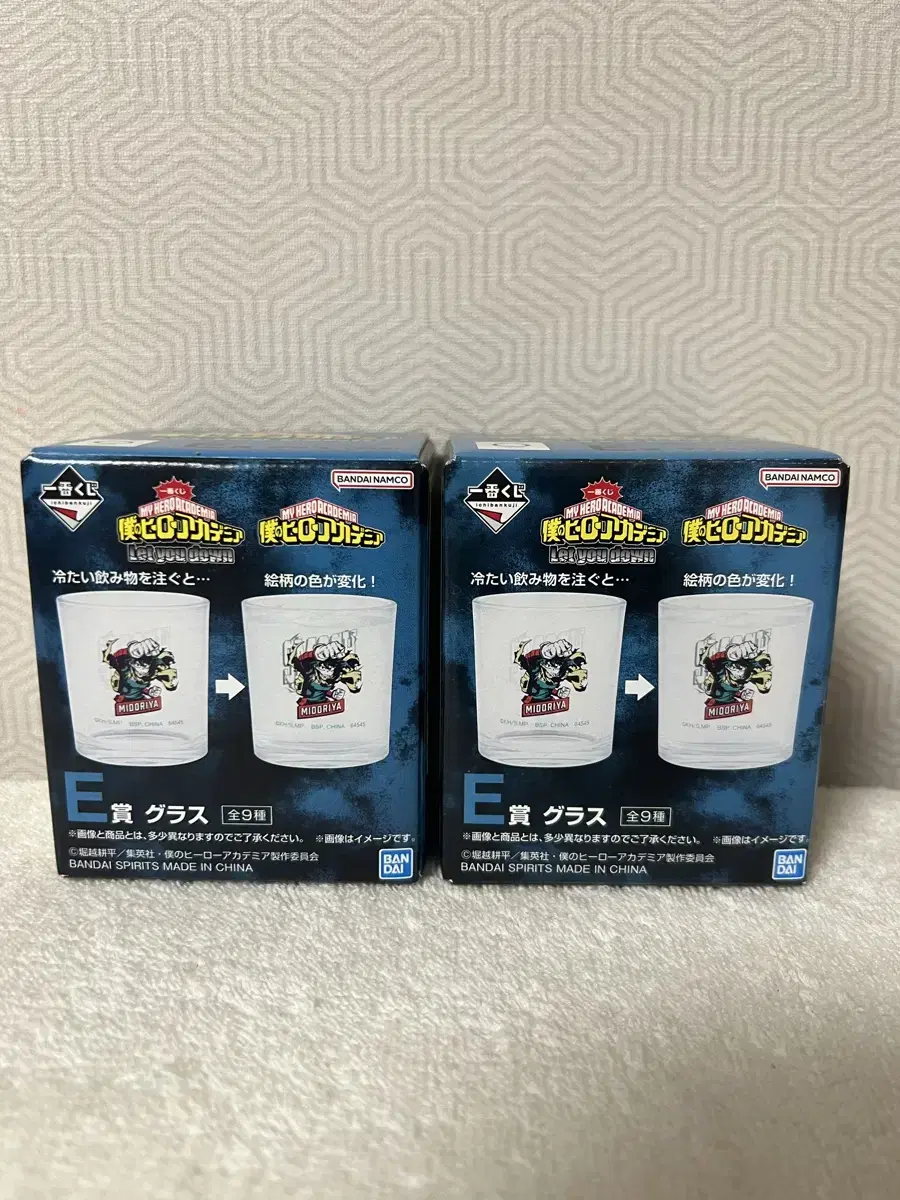 一番くじ
ichibankuji
一番くじ
MY HERO ACADEMIA
僕のヒーローアカデミア
Let you down
BANDAI NAMCO
MY HERO ACADEMIA
僕のヒーローアカデミア
冷たい飲み物を注ぐと…
絵柄の色が変化！
MIDORIYA
MIDORIYA
E賞 グラス 全9種
※画像と商品とは、多少異なりますのでご了承ください。 ※画像はイメージです。
©堀越耕平／集英社・僕のヒーローアカデミア製作委員会
BANDAI SPIRITS MADE IN CHINA
BAN
DAI
一番くじ
ichibankuji
一番くじ
MY HERO ACADEMIA
僕のヒーローアカデミア
Let you down
BANDAI NAMCO
MY HERO ACADEMIA
僕のヒーローアカデミア
冷たい飲み物を注ぐと…
絵柄の色が変化！
MIDORIYA
MIDORIYA
E賞 グラス 全9種
※画像と商品とは、多少異なりますのでご了承ください。 ※画像はイメージです。
©堀越耕平／集英社・僕のヒーローアカデミア製作委員会
BANDAI SPIRITS MADE IN CHINA
BAN
DAI